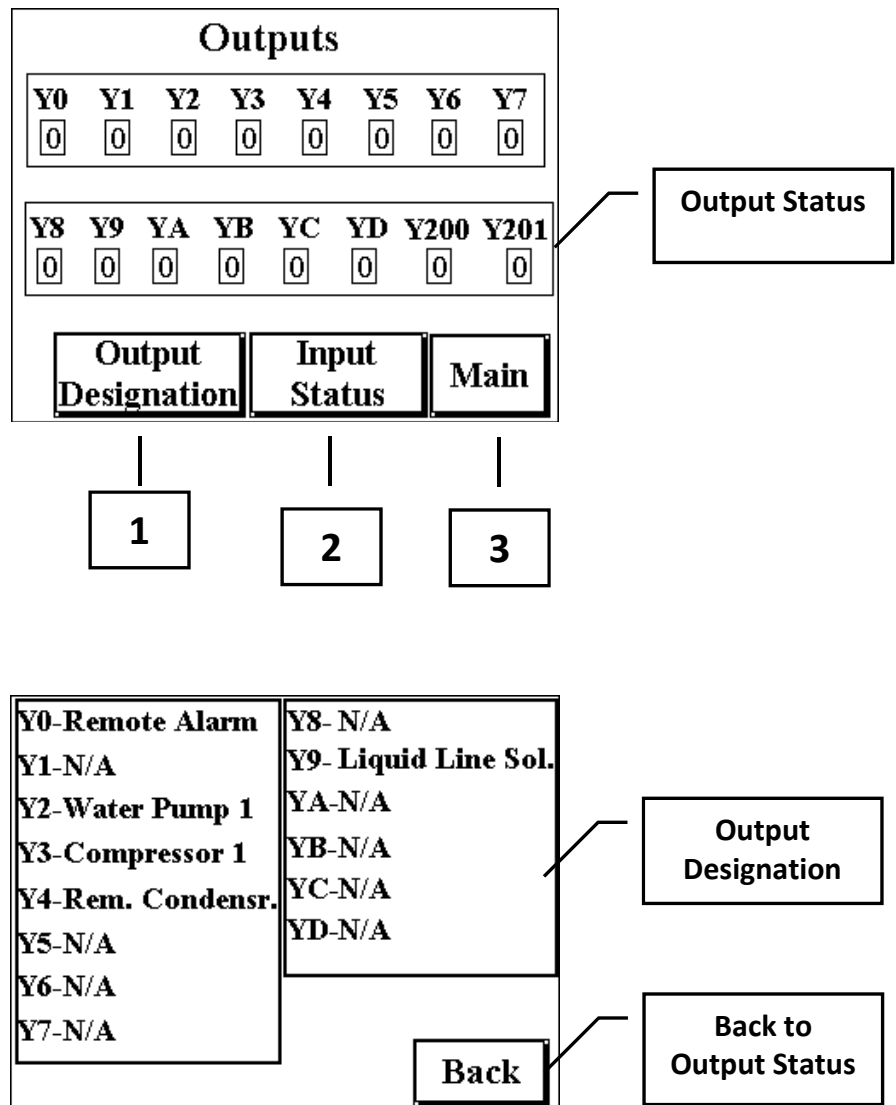 Outputs
Y0 Y1 Y2 Y3 Y4 Y5 Y6 Y7
0 0 0 0 0 0 0 0
Y8 Y9 YA YB YC YD Y200 Y201
0 0 0 0 0 0 0 0
Output Status
Output
Designation
Input
Status
Main
1
2
3
Y0-Remote Alarm
Y1-N/A
Y2-Water Pump 1
Y3-Compressor 1
Y4-Rem. Condensr.
Y5-N/A
Y6-N/A
Y7-N/A
Y8- N/A
Y9- Liquid Line Sol.
YA-N/A
YB-N/A
YC-N/A
YD-N/A
Output
Designation
Back
Back to
Output Status